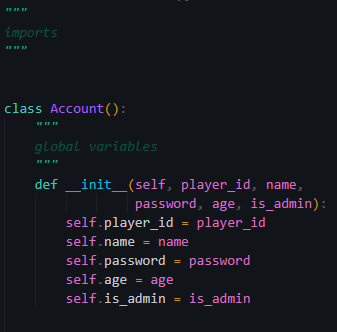 """
imports
"""
class Account():
    """
    global variables
    """
    def __init__(self, player_id, name,
                 password, age, is_admin):
        self.player_id = player_id
        self.name = name
        self.password = password
        self.age = age
        self.is_admin = is_admin